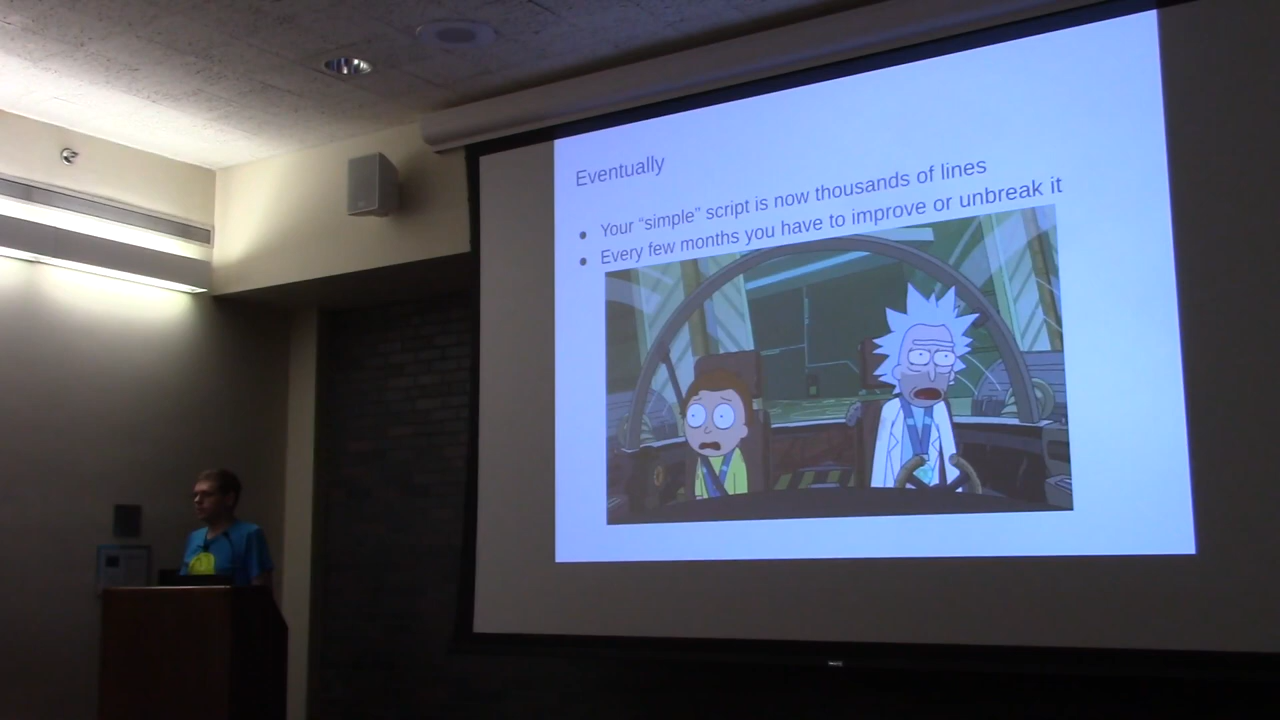 Eventually
● Your “simple” script is now thousands of lines
● Every few months you have to improve or unbreak it